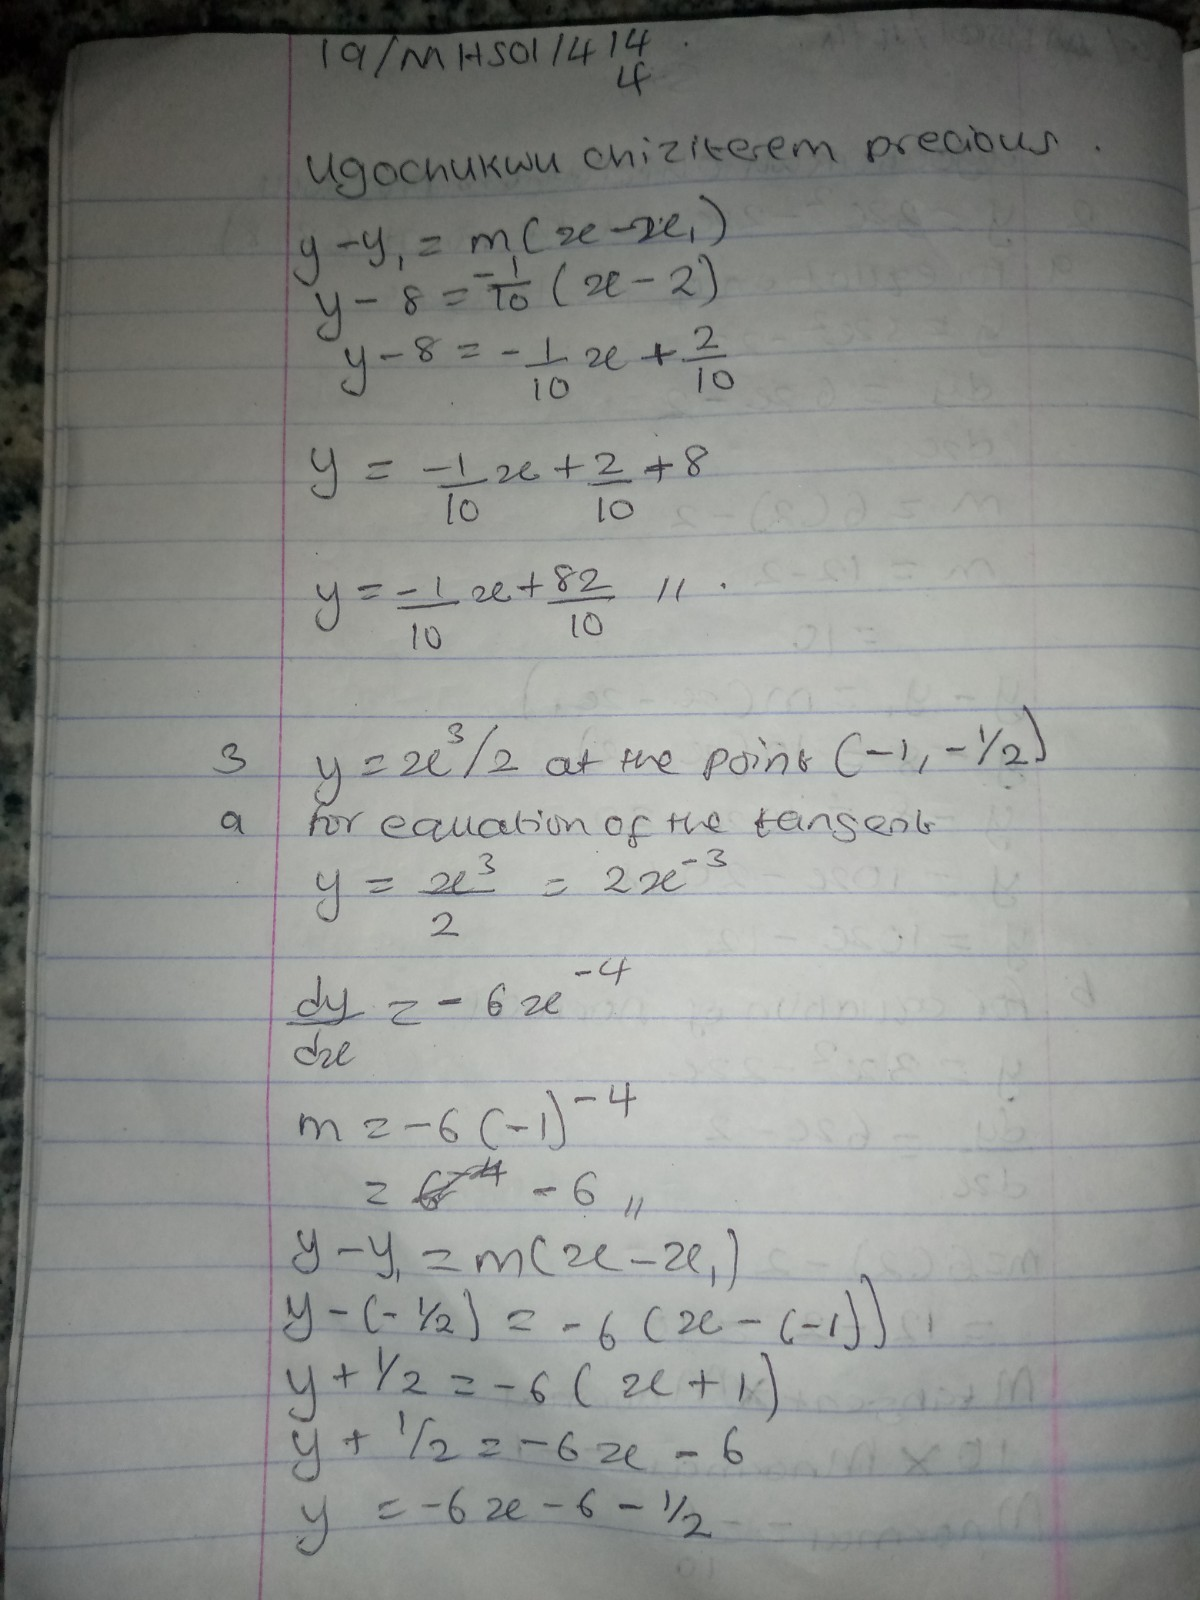 19/MHS01/414
4
Ugochukwu chiziterem precious.
y - y₁ = m(x - x₁)
y - 8 = -1/10 (x - 2)
y - 8 = - 1/10 x + 2/10
y = -1/10 x + 2/10 + 8
y = -1/10 x + 82/10 //.
3 y = x³/2 at the point (-1, -1/2)
a for equation of the tangent
y = x³/2 = 2x⁻³
dy/dx = - 6x⁻⁴
m = -6(-1)⁻⁴
= -6 //
y - y₁ = m(x - x₁)
y - (-1/2) = -6(x - (-1))
y + 1/2 = -6(x + 1)
y + 1/2 = -6x - 6
y = -6x - 6 - 1/2